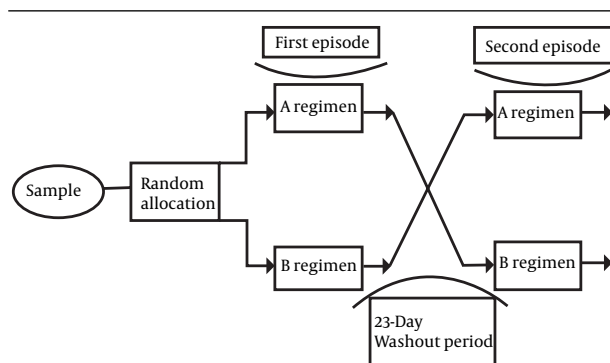 First episode
Second episode
A regimen
A regimen
Sample
Random
allocation
B regimen
B regimen
23-Day
Washout period